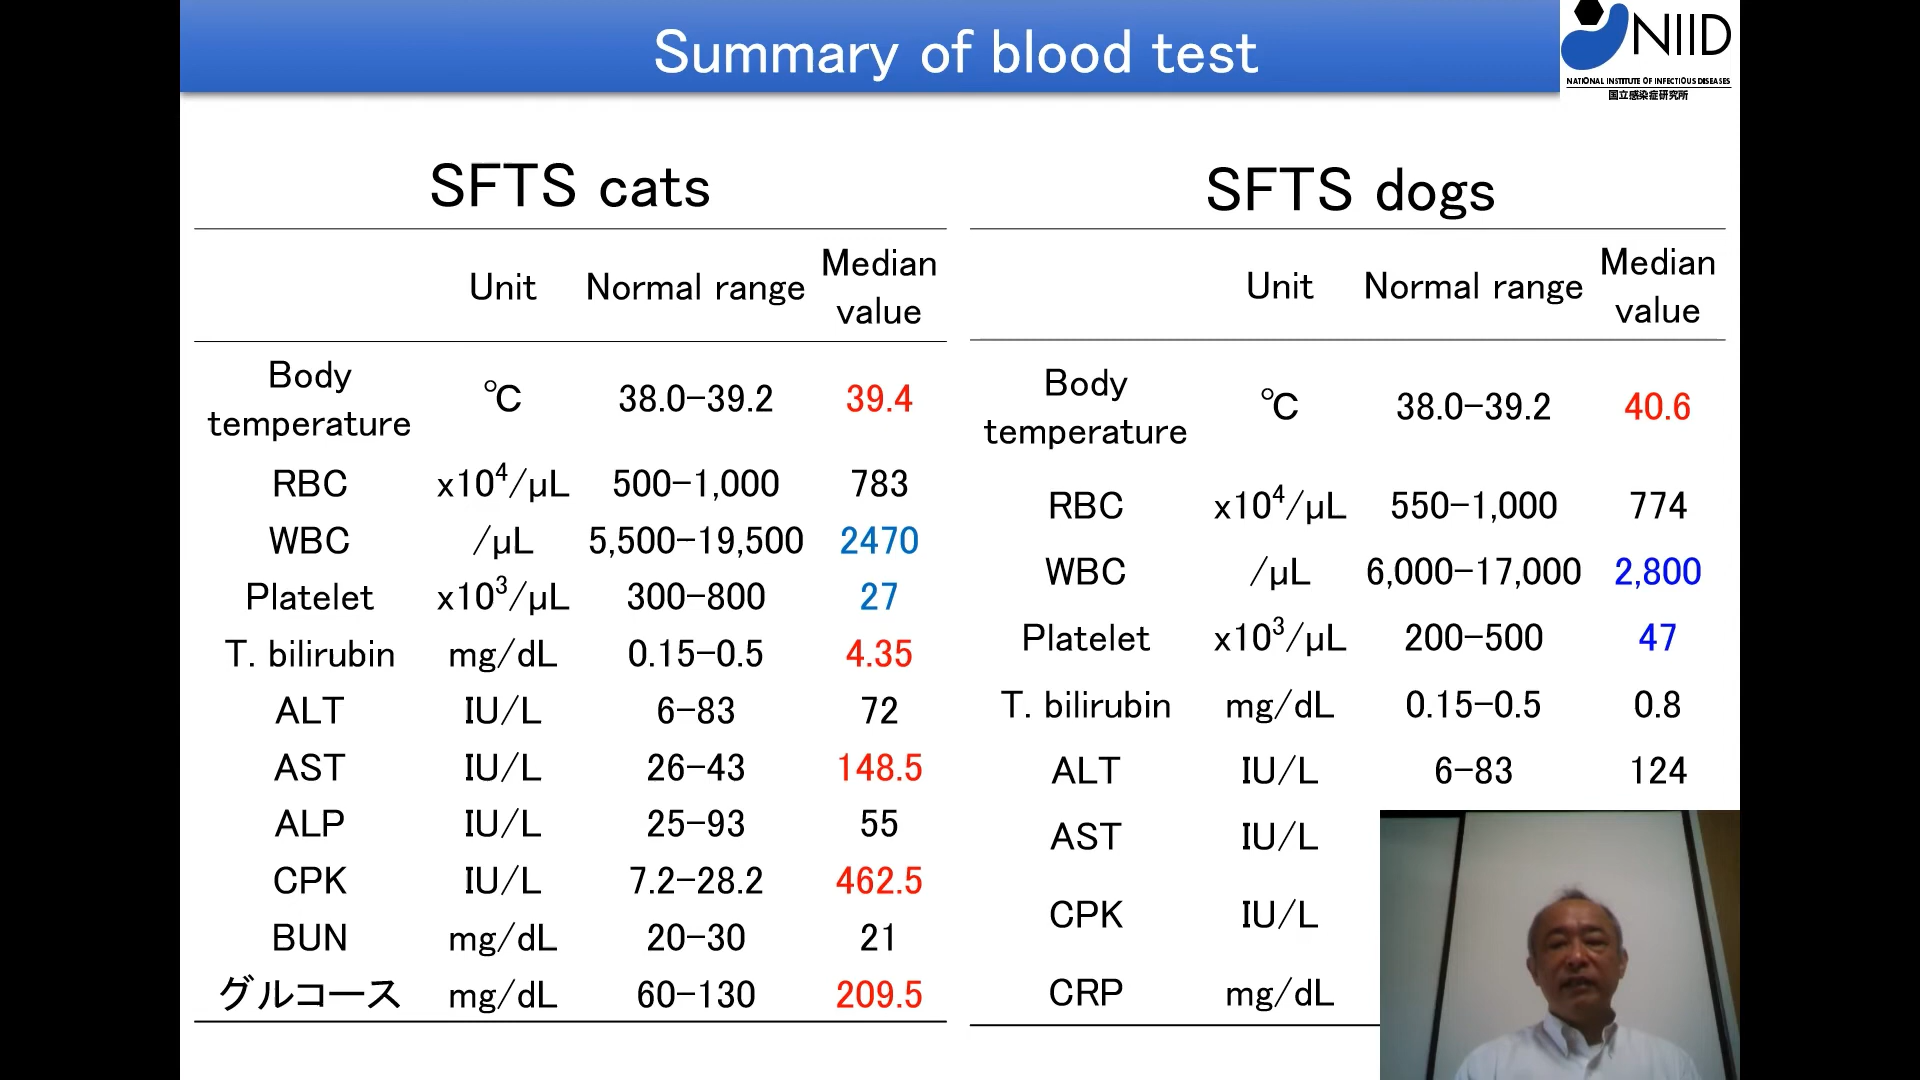 Summary of blood test
NIID
NATIONAL INSTITUTE OF INFECTIOUS DISEASES
国立感染症研究所
SFTS cats
Unit Normal range Median value
Body temperature ℃ 38.0-39.2 39.4
RBC x10⁴/μL 500-1,000 783
WBC /μL 5,500-19,500 2470
Platelet x10³/μL 300-800 27
T. bilirubin mg/dL 0.15-0.5 4.35
ALT IU/L 6-83 72
AST IU/L 26-43 148.5
ALP IU/L 25-93 55
CPK IU/L 7.2-28.2 462.5
BUN mg/dL 20-30 21
グルコース mg/dL 60-130 209.5
SFTS dogs
Unit Normal range Median value
Body temperature ℃ 38.0-39.2 40.6
RBC x10⁴/μL 550-1,000 774
WBC /μL 6,000-17,000 2,800
Platelet x10³/μL 200-500 47
T. bilirubin mg/dL 0.15-0.5 0.8
ALT IU/L 6-83 124
AST IU/L
CPK IU/L
CRP mg/dL